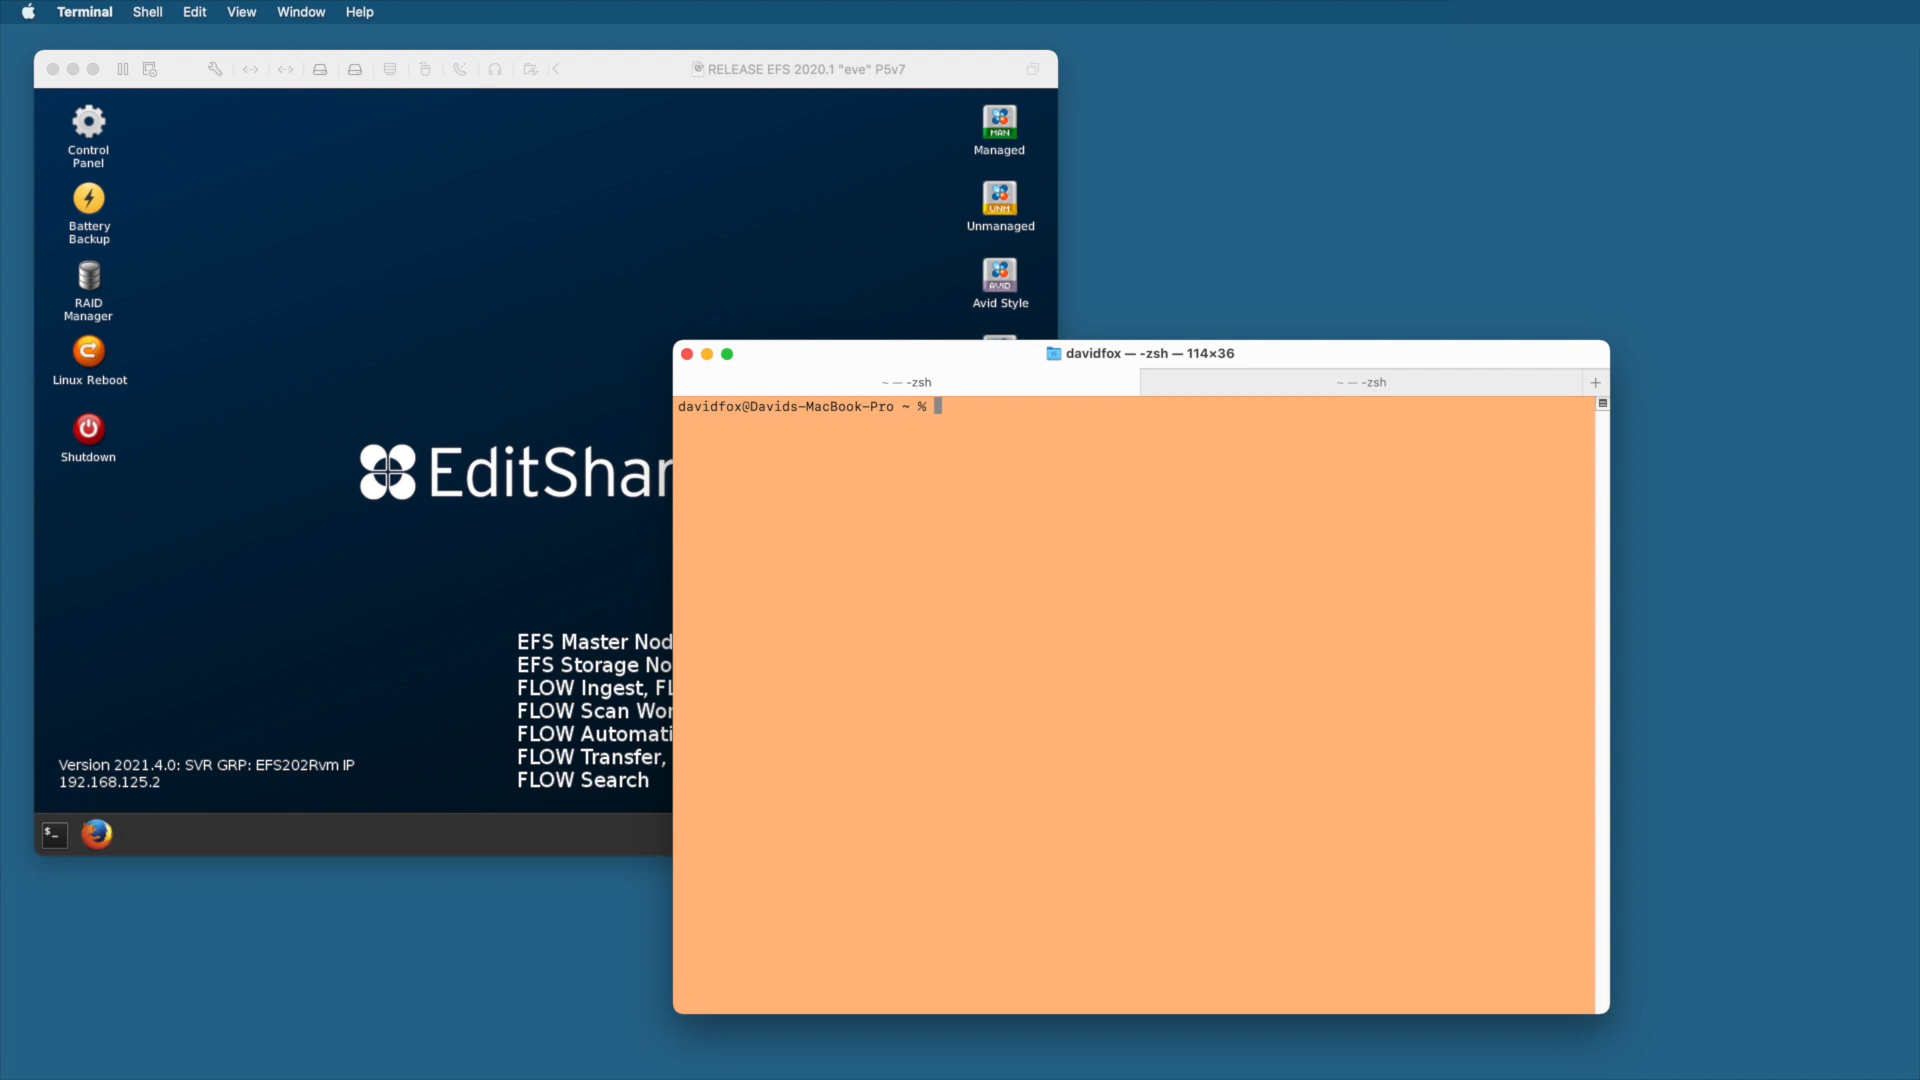 Terminal Shell Edit View Window Help
RELEASE EFS 2020.1 "eve" P5v7
Control
Panel
MAN
Managed
Battery
Backup
UNM
Unmanaged
RAID
Manager
AVID
Avid Style
Linux Reboot
Shutdown
davidfox — -zsh — 114×36
~ — -zsh
~ — -zsh
+
davidfox@Davids-MacBook-Pro ~ %
EditShar
EFS Master Nod
EFS Storage No
FLOW Ingest, FL
FLOW Scan Wor
FLOW Automati
FLOW Transfer,
FLOW Search
Version 2021.4.0: SVR GRP: EFS202Rvm IP
192.168.125.2
$_